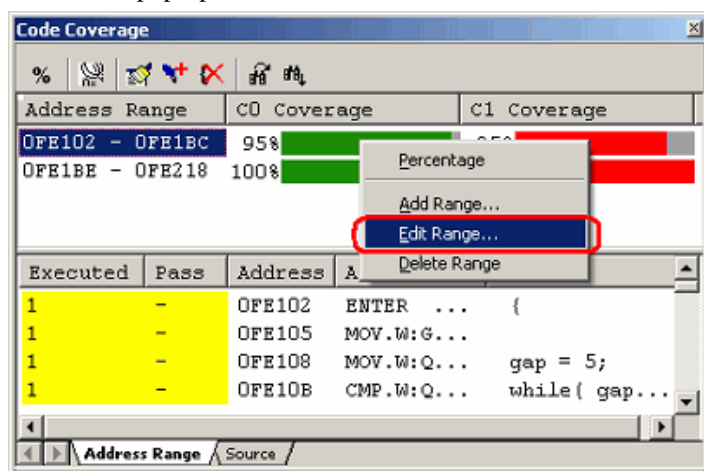 Code Coverage
%
Address Range C0 Coverage C1 Coverage
0FE102 - 0FE1BC 95%
0FE1BE - 0FE218 100%
Percentage
Add Range...
Edit Range...
Delete Range
Executed Pass Address A
1 - 0FE102 ENTER ... {
1 - 0FE105 MOV.W:G...
1 - 0FE108 MOV.W:Q... gap = 5;
1 - 0FE10B CMP.W:Q... while( gap...
Address Range Source